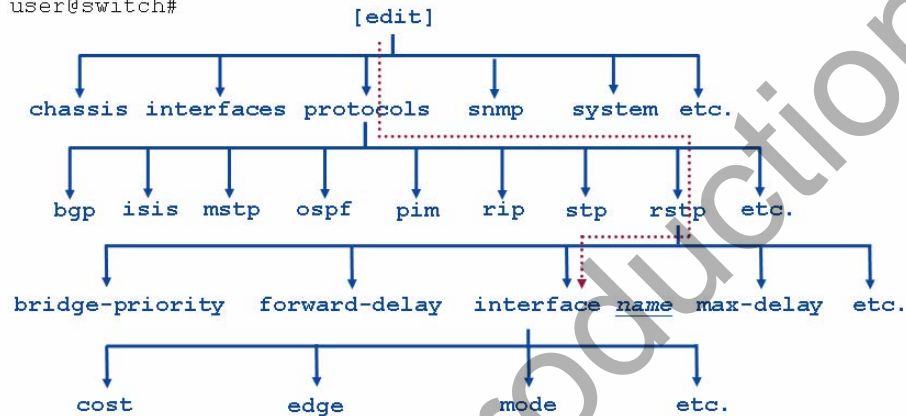 user@switch#
[edit]
chassis interfaces protocols snmp system etc.
bgp isis mstp ospf pim rip stp rstp etc.
bridge-priority forward-delay interface name max-delay etc.
cost edge mode etc.
roduction